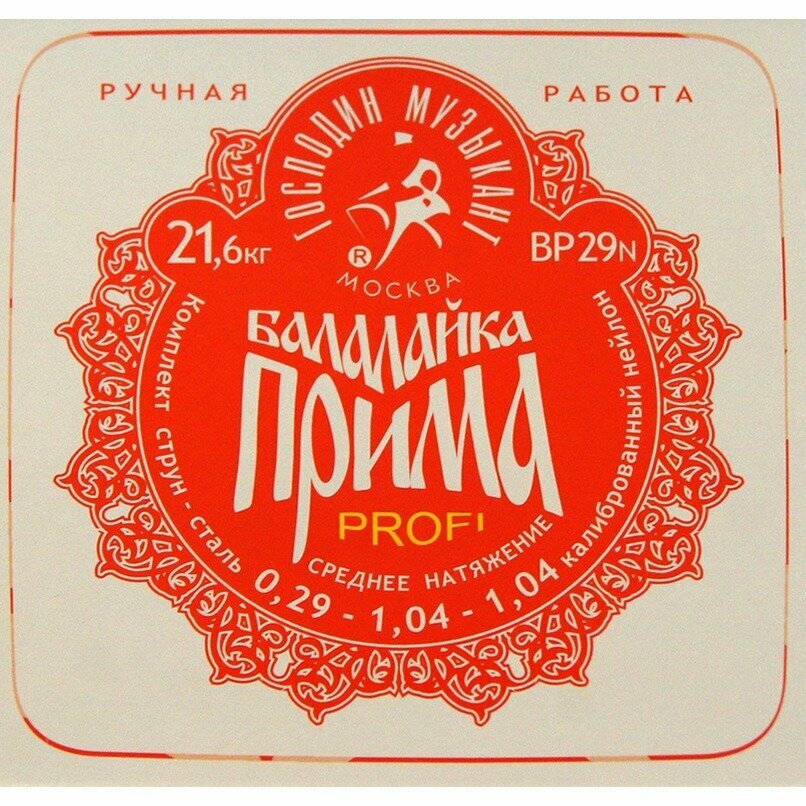 РУЧНАЯ РАБОТА
ГОСПОДИН МУЗЫКАНТ
®
МОСКВА
21,6кг
BP29N
БАЛАЛАЙКА
ПРИМА
PROFI
СРЕДНЕЕ НАТЯЖЕНИЕ
Комплект струн - сталь 0,29 - 1,04 - 1,04 калиброванный нейлон